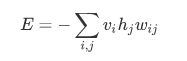 E = -\sum_{i,j} v_i h_j w_{ij}